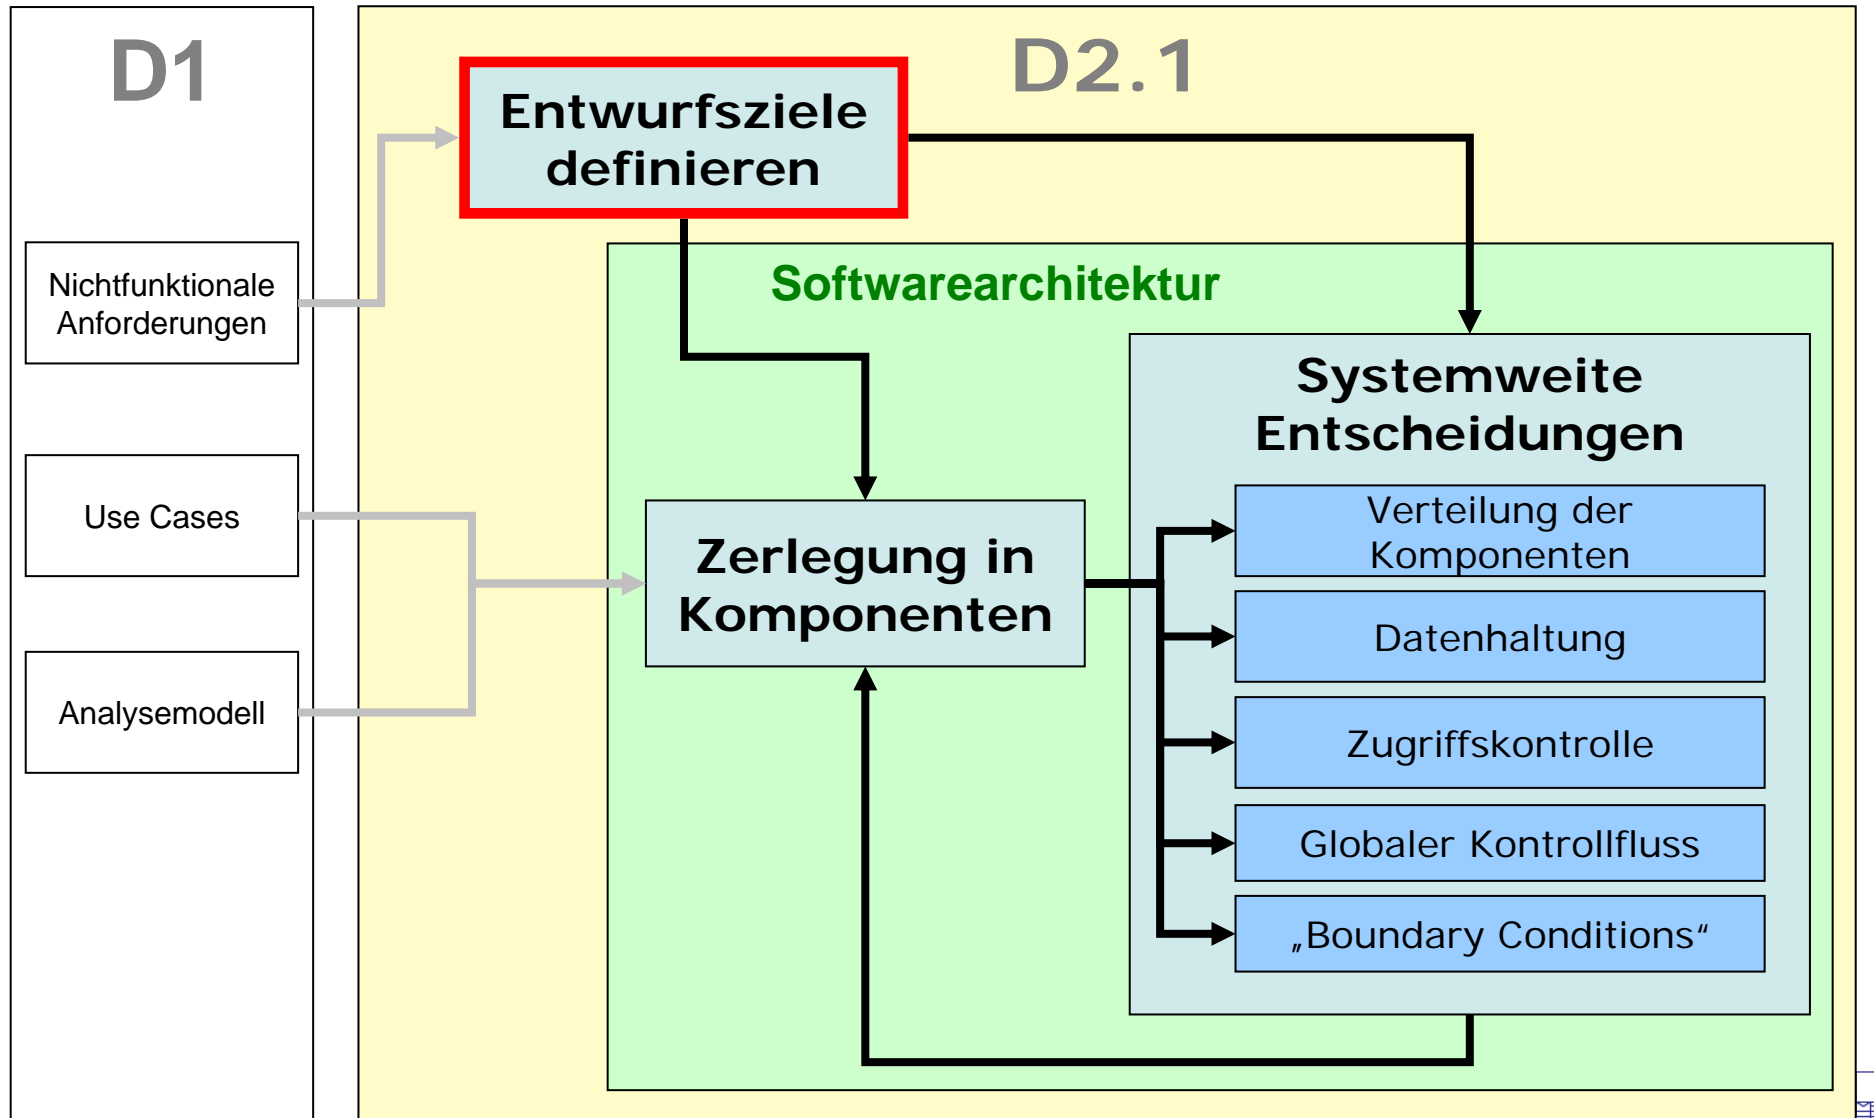 D1
Nichtfunktionale
Anforderungen
Use Cases
Analysemodell
D2.1
Entwurfsziele
definieren
Softwarearchitektur
Zerlegung in
Komponenten
Systemweite
Entscheidungen
Verteilung der
Komponenten
Datenhaltung
Zugriffskontrolle
Globaler Kontrollfluss
„Boundary Conditions“